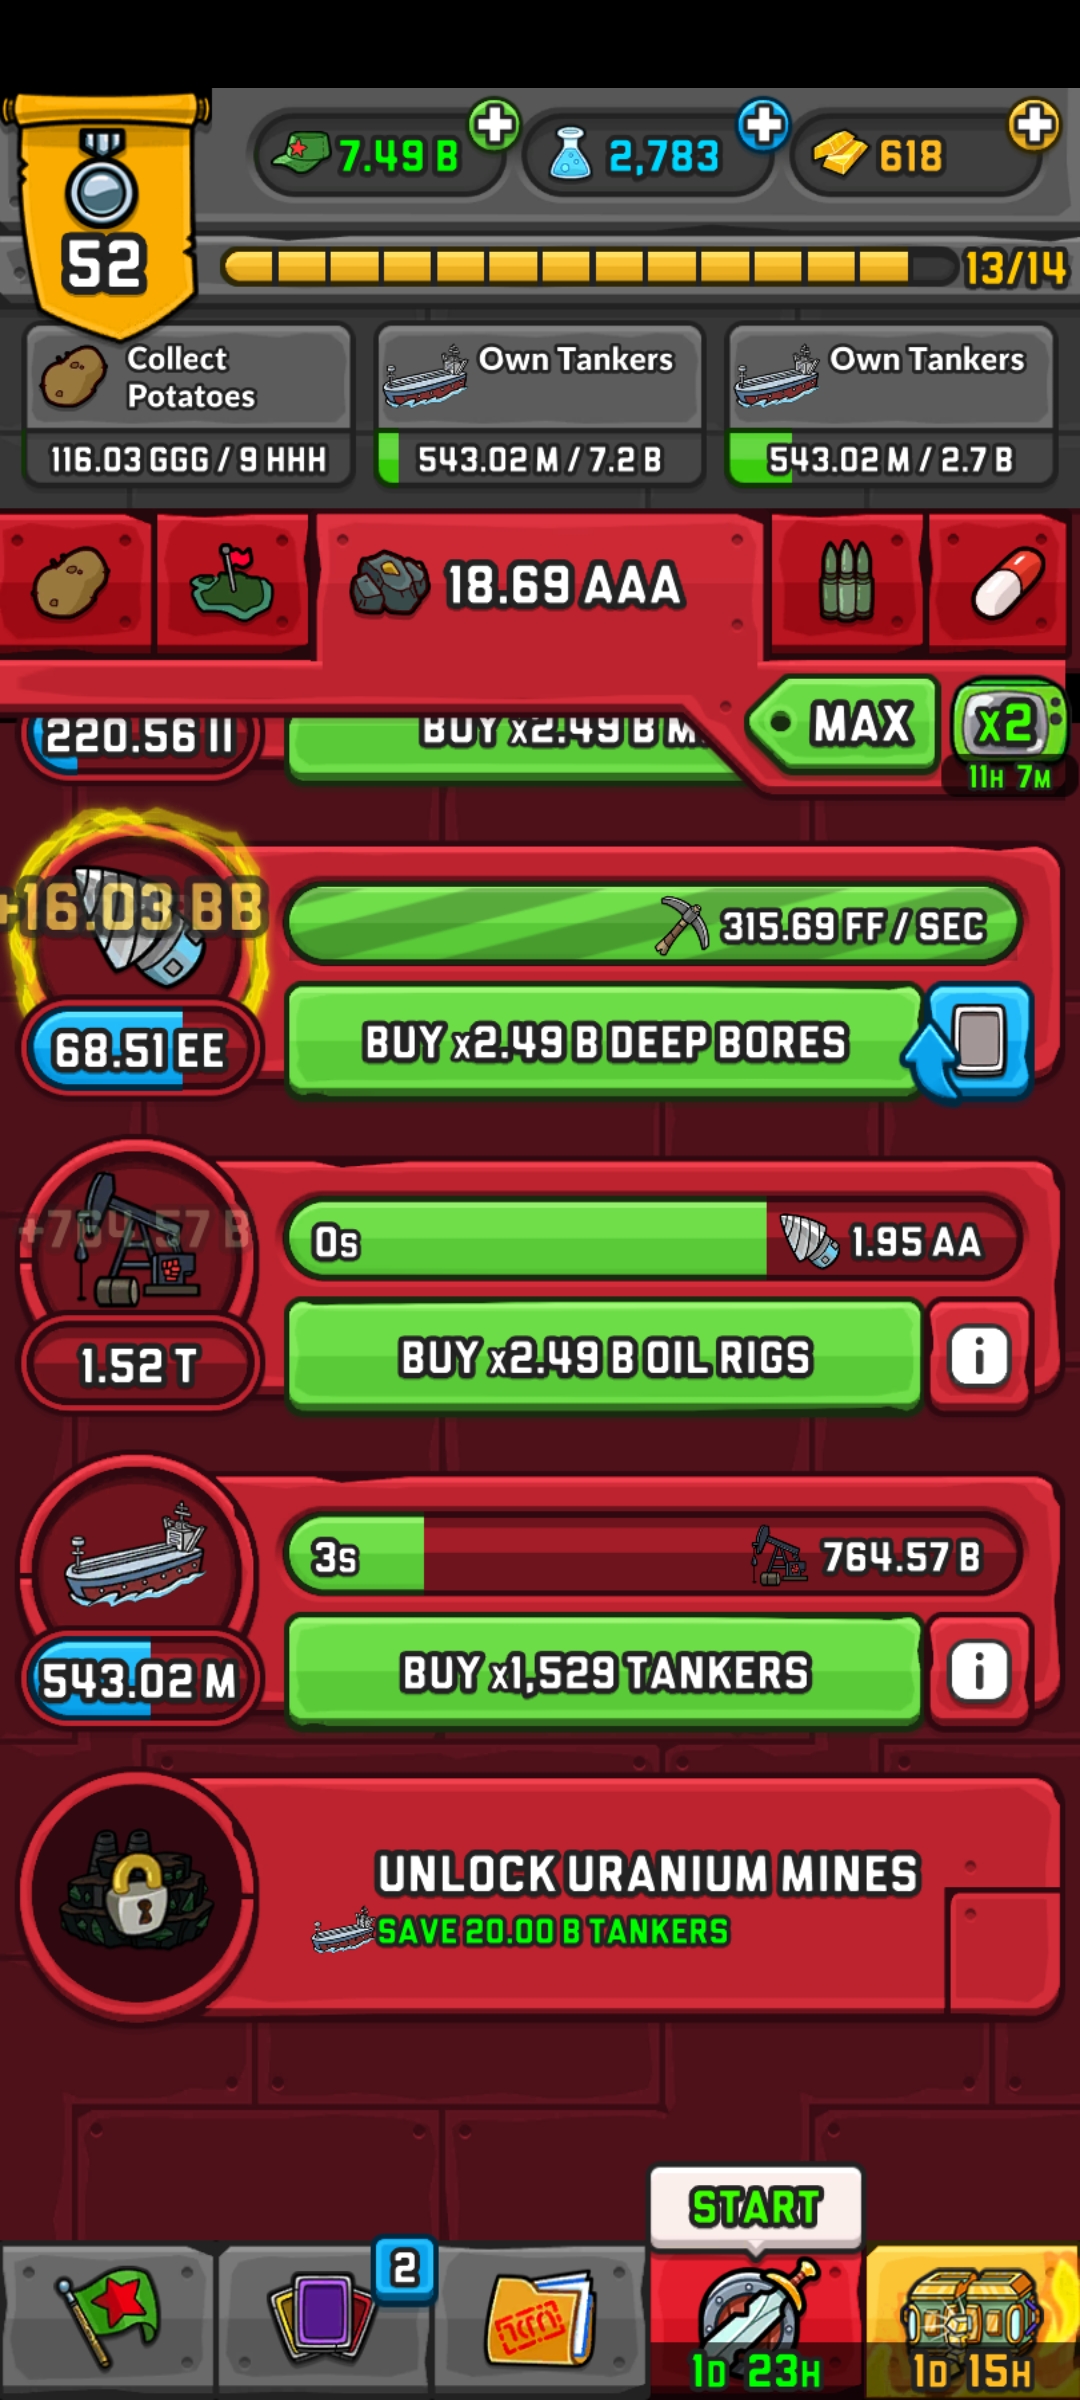 7.49 B
2,783
618
52
13/14
Collect
Potatoes
116.03 GGG / 9 HHH
Own Tankers
543.02 M / 7.2 B
Own Tankers
543.02 M / 2.7 B
18.69 AAA
MAX
x2
11H 7M
220.56 II
BUY x2.49 B M
+16.03 BB
315.69 FF / SEC
68.51 EE
BUY x2.49 B DEEP BORES
+764.57 B
0s
1.95 AA
1.52 T
BUY x2.49 B OIL RIGS
i
3s
764.57 B
543.02 M
BUY x1,529 TANKERS
i
UNLOCK URANIUM MINES
SAVE 20.00 B TANKERS
START
2
1D 23H
1D 15H